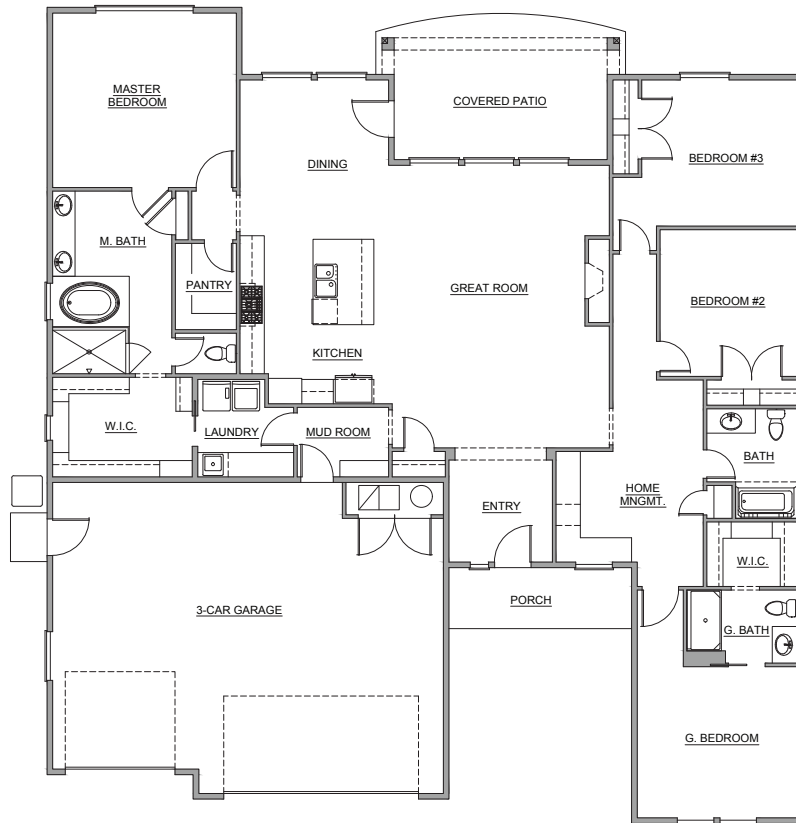 MASTER
BEDROOM
COVERED PATIO
DINING
BEDROOM #3
M. BATH
PANTRY
GREAT ROOM
BEDROOM #2
KITCHEN
W.I.C.
LAUNDRY
MUD ROOM
BATH
HOME
MNGMT.
ENTRY
W.I.C.
PORCH
3-CAR GARAGE
G. BATH
G. BEDROOM